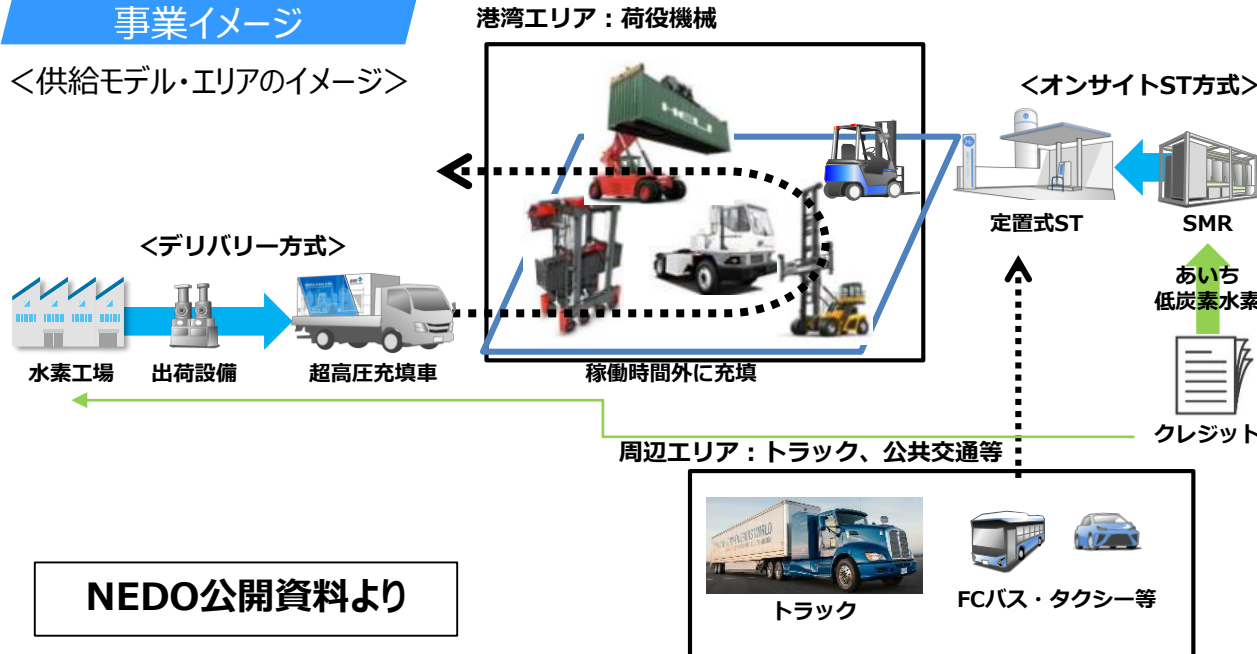 事業イメージ
<供給モデル・エリアのイメージ>
港湾エリア：荷役機械
HELI
<オンサイトST方式>
定置式ST
SMR
<デリバリー方式>
あいち
低炭素水素
水素工場
出荷設備
超高圧充填車
稼働時間外に充填
クレジット
周辺エリア：トラック、公共交通等
トラック
FCバス・タクシー等
NEDO公開資料より